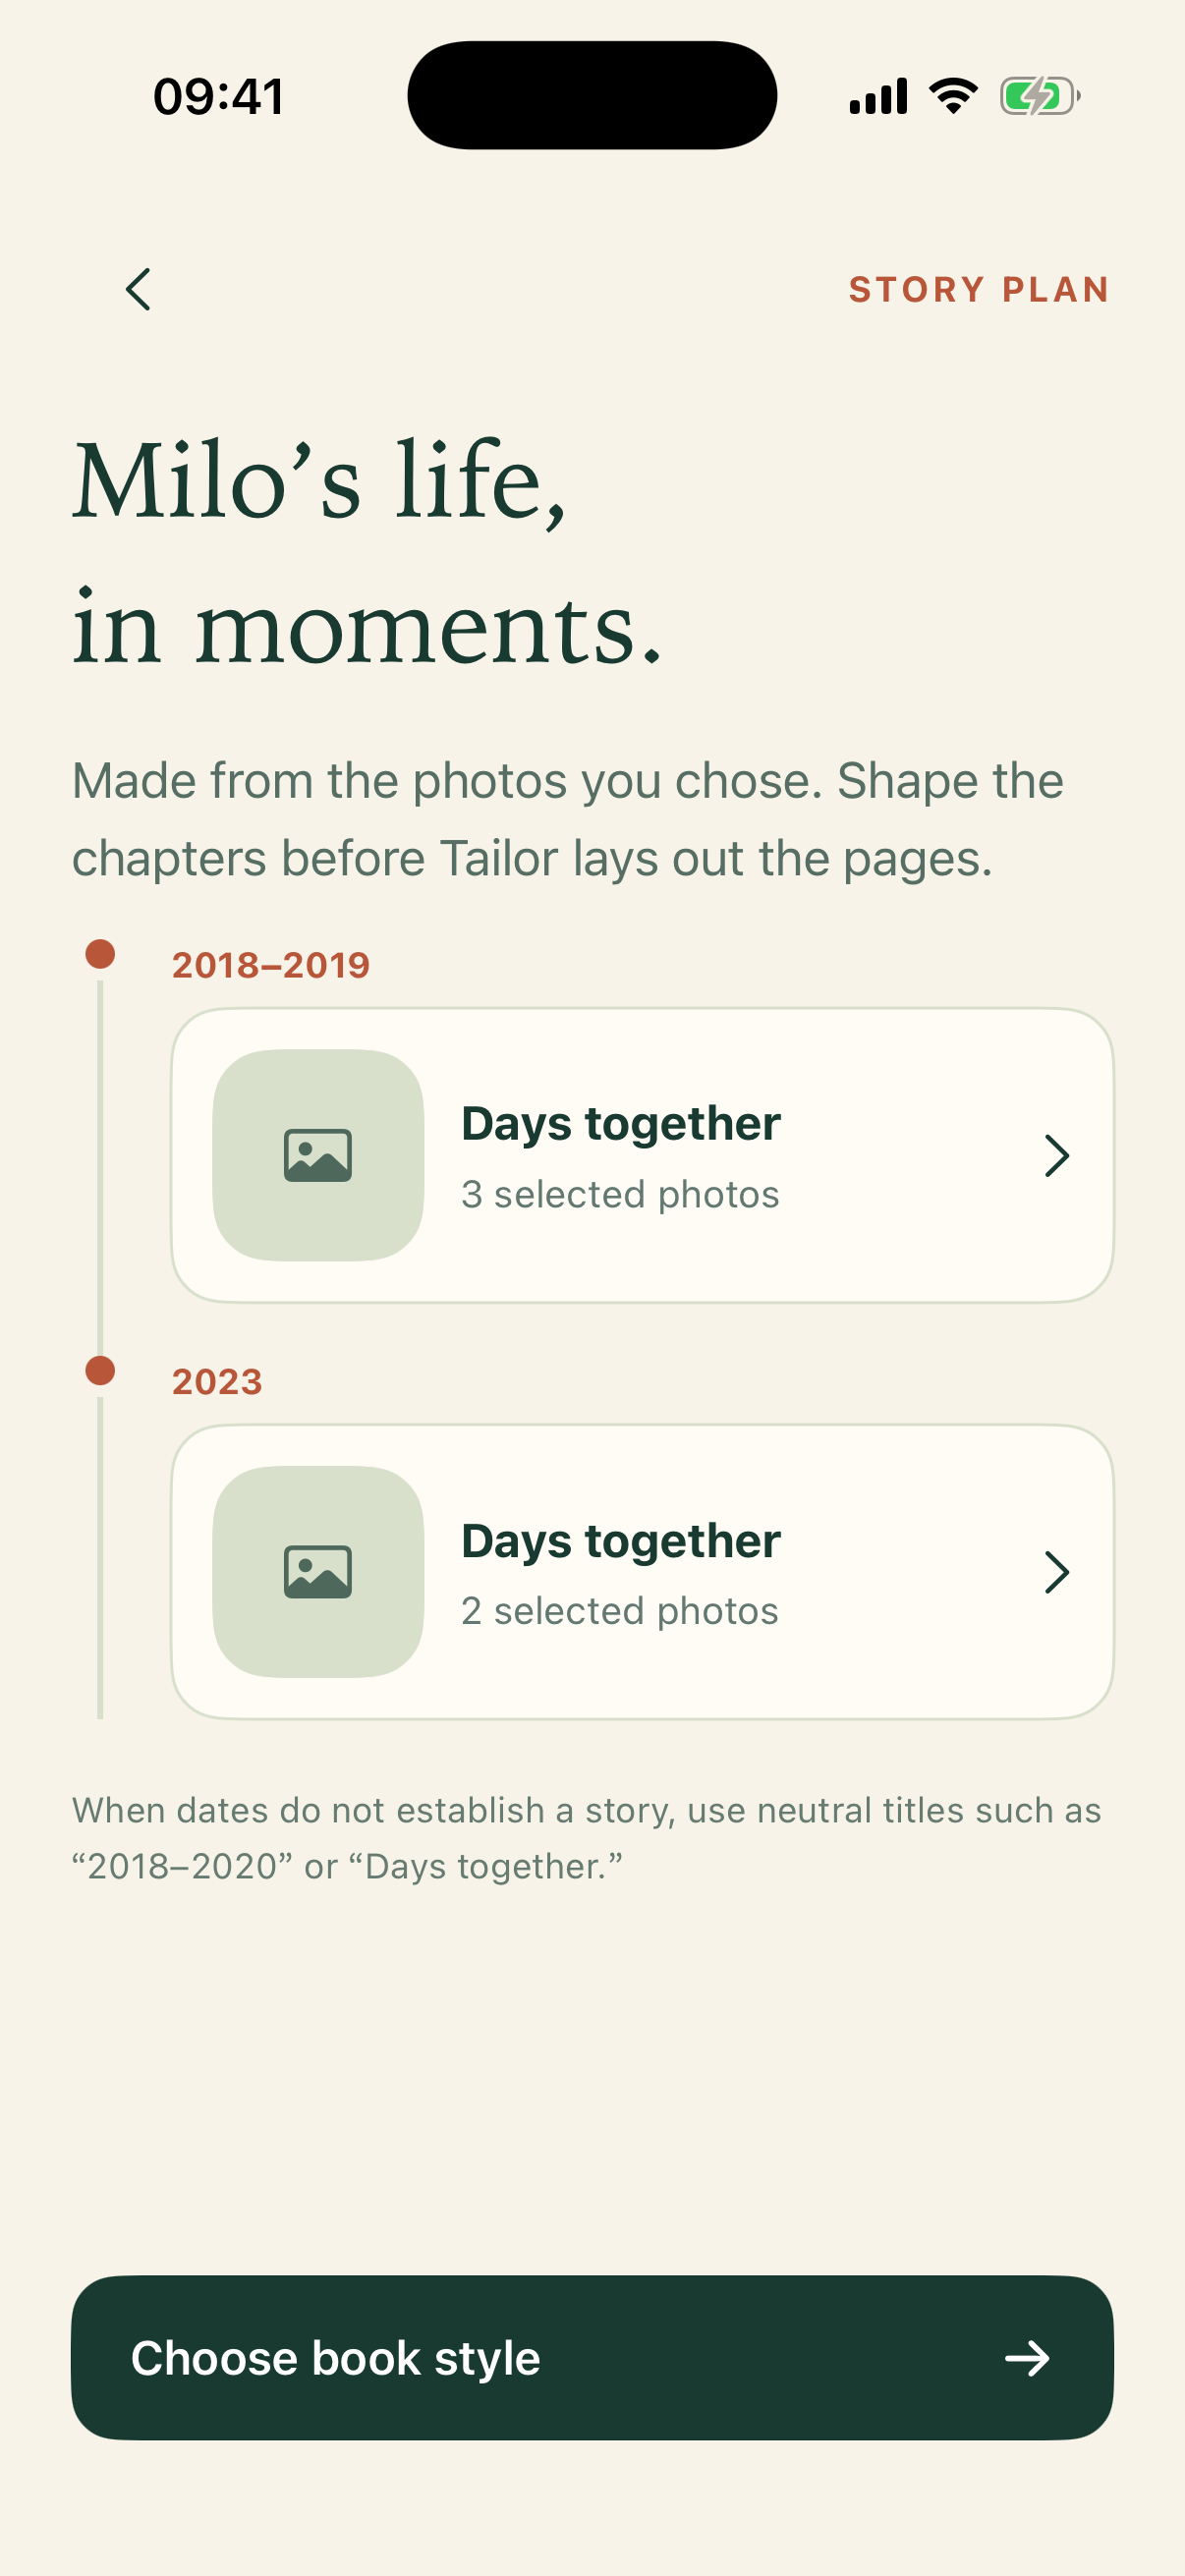 09:41
STORY PLAN
Milo’s life,
in moments.
Made from the photos you chose. Shape the
chapters before Tailor lays out the pages.
2018–2019
Days together
3 selected photos
2023
Days together
2 selected photos
When dates do not establish a story, use neutral titles such as
“2018–2020” or “Days together.”
Choose book style